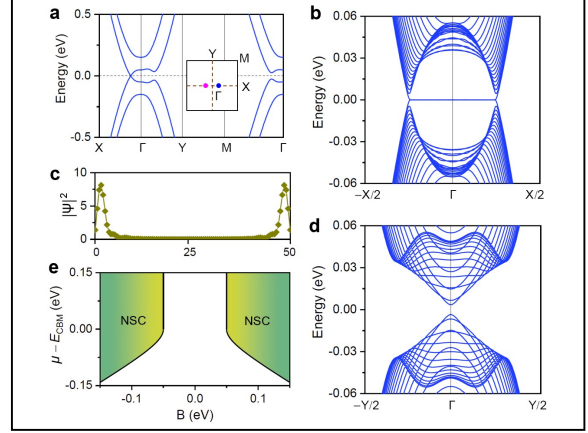 a
0.5
0.0
-0.5
Energy (eV)
X Γ Y M Γ
Y M
X
Γ
b
0.06
0.03
0.00
-0.03
-0.06
Energy (eV)
−X/2 Γ X/2
c
10
5
0
|Ψ|²
0 25 50
d
0.06
0.03
0.00
-0.03
-0.06
Energy (eV)
−Y/2 Γ Y/2
e
0.15
0.00
-0.15
μ − E_CBM (eV)
NSC NSC
-0.1 0.0 0.1
B (eV)